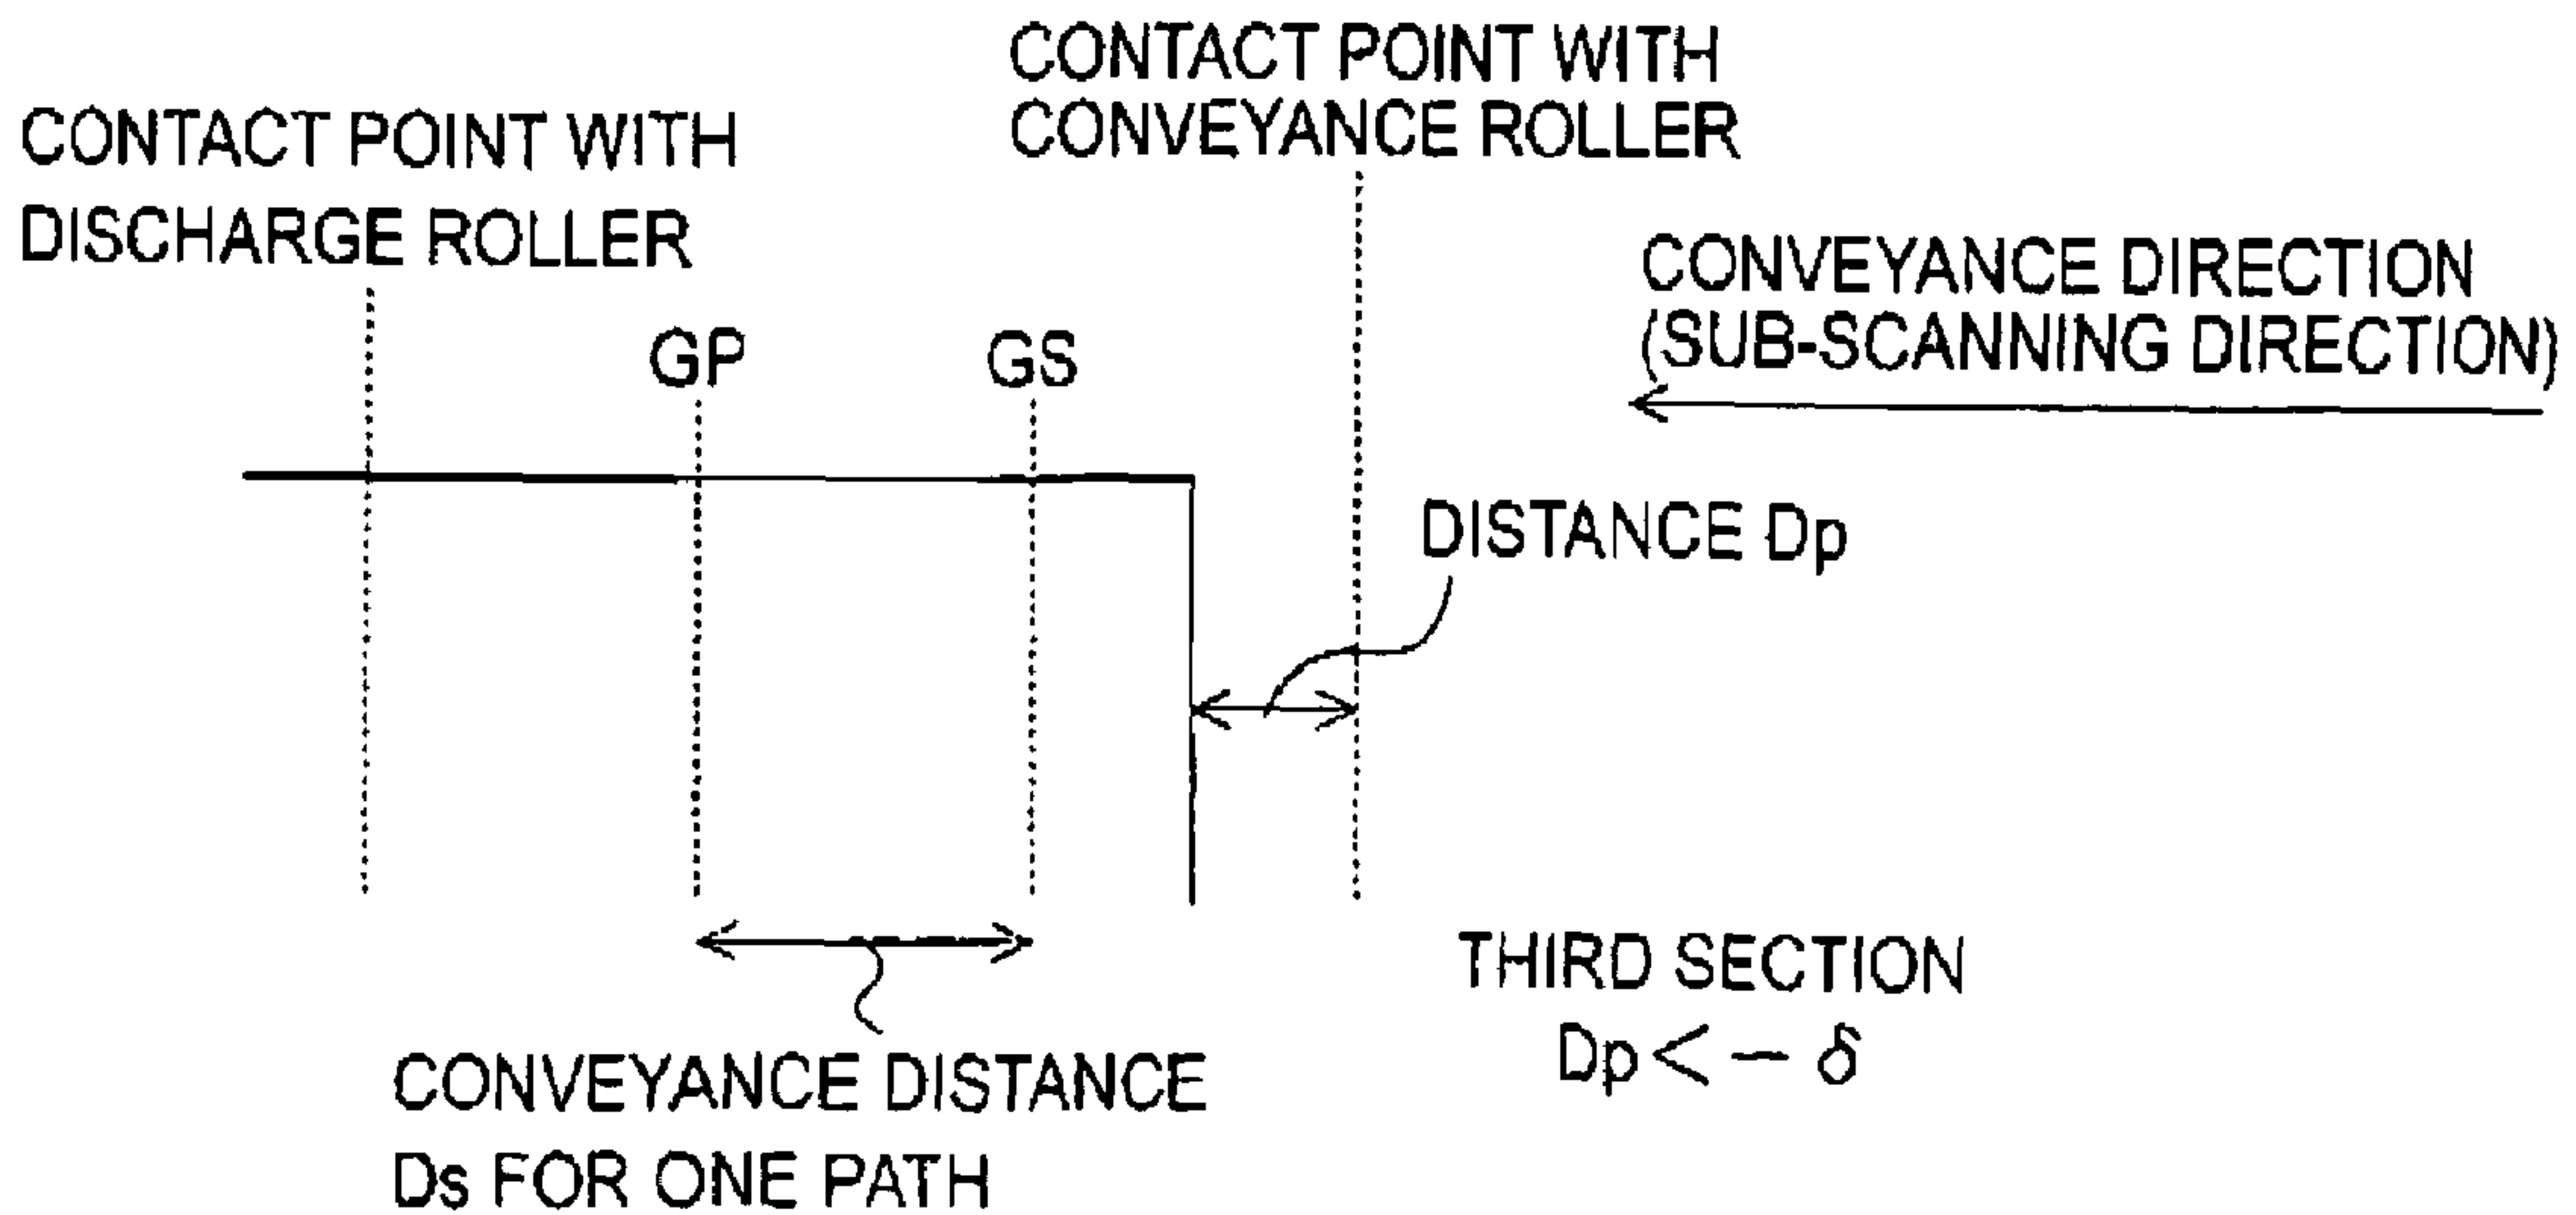 CONTACT POINT WITH
CONVEYANCE ROLLER
CONTACT POINT WITH
DISCHARGE ROLLER
CONVEYANCE DIRECTION
(SUB-SCANNING DIRECTION)
GP
GS
DISTANCE Dp
THIRD SECTION
Dp < − δ
CONVEYANCE DISTANCE
Ds FOR ONE PATH